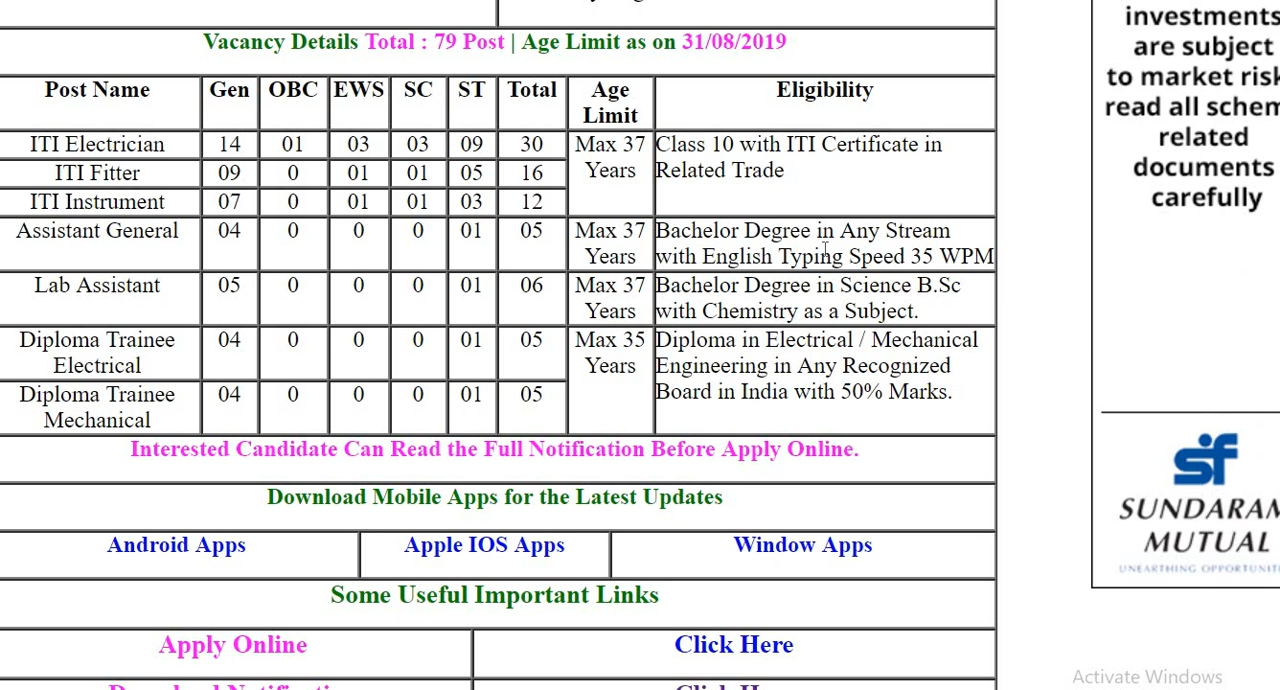 Vacancy Details Total : 79 Post | Age Limit as on 31/08/2019
Post Name Gen OBC EWS SC ST Total Age Limit Eligibility
ITI Electrician 14 01 03 03 09 30 Max 37 Years Class 10 with ITI Certificate in
Related Trade
ITI Fitter 09 0 01 01 05 16
ITI Instrument 07 0 01 01 03 12
Assistant General 04 0 0 0 01 05 Max 37 Years Bachelor Degree in Any Stream
with English Typing Speed 35 WPM
Lab Assistant 05 0 0 0 01 06 Max 37 Years Bachelor Degree in Science B.Sc
with Chemistry as a Subject.
Diploma Trainee
Electrical 04 0 0 0 01 05 Max 35 Years Diploma in Electrical / Mechanical
Engineering in Any Recognized
Board in India with 50% Marks.
Diploma Trainee
Mechanical 04 0 0 0 01 05
Interested Candidate Can Read the Full Notification Before Apply Online.
Download Mobile Apps for the Latest Updates
Android Apps Apple IOS Apps Window Apps
Some Useful Important Links
Apply Online Click Here
investments
are subject
to market risk
read all schem
related
documents
carefully
sf
SUNDARAM
MUTUAL
UNEARTHING OPPORTUNIT
Activate Windows